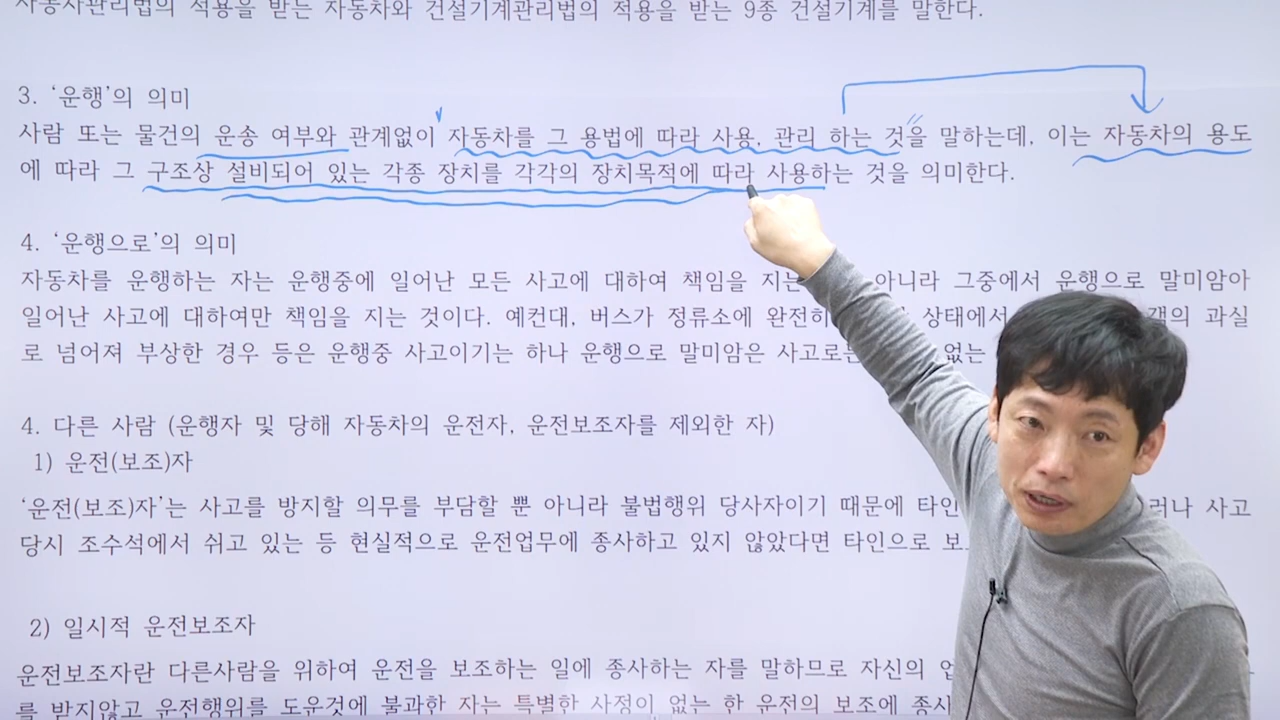 자동차관리법의 적용을 받는 자동차와 건설기계관리법의 적용을 받는 9종 건설기계를 말한다.
3. ‘운행’의 의미
사람 또는 물건의 운송 여부와 관계없이 자동차를 그 용법에 따라 사용, 관리 하는 것을 말하는데, 이는 자동차의 용도
에 따라 그 구조상 설비되어 있는 각종 장치를 각각의 장치목적에 따라 사용하는 것을 의미한다.
4. ‘운행으로’의 의미
자동차를 운행하는 자는 운행중에 일어난 모든 사고에 대하여 책임을 지는 아니라 그중에서 운행으로 말미암아
일어난 사고에 대하여만 책임을 지는 것이다. 예컨대, 버스가 정류소에 완전히 상태에서 과실
로 넘어져 부상한 경우 등은 운행중 사고이기는 하나 운행으로 말미암은 사고로는 없는
4. 다른 사람 (운행자 및 당해 자동차의 운전자, 운전보조자를 제외한 자)
1) 운전(보조)자
‘운전(보조)자’는 사고를 방지할 의무를 부담할 뿐 아니라 불법행위 당사자이기 때문에 타인 사고
당시 조수석에서 쉬고 있는 등 현실적으로 운전업무에 종사하고 있지 않았다면 타인으로
2) 일시적 운전보조자
운전보조자란 다른사람을 위하여 운전을 보조하는 일에 종사하는 자를 말하므로 자신의
를 받지않고 운전행위를 도운것에 불과한 자는 특별한 사정이 없는 한 운전의 보조에